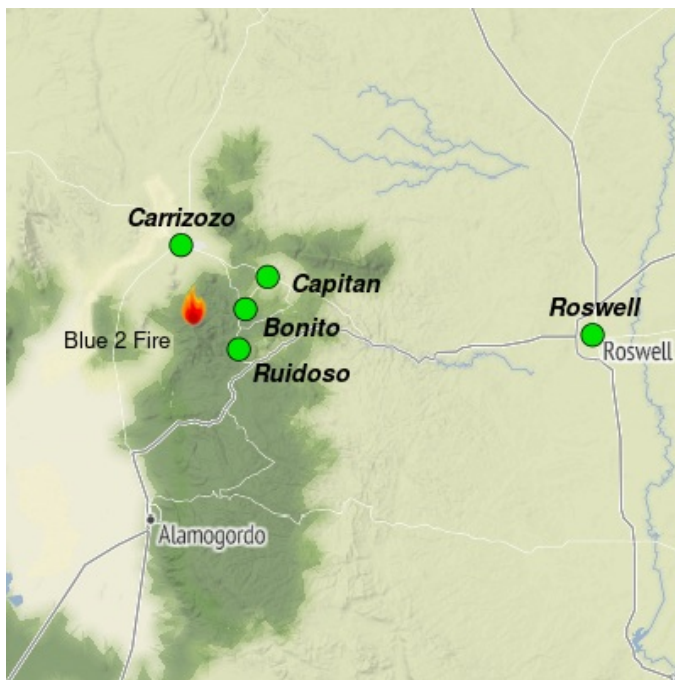 Carrizozo
Capitan
Roswell
Bonito
Blue 2 Fire
Roswell
Ruidoso
Alamogordo